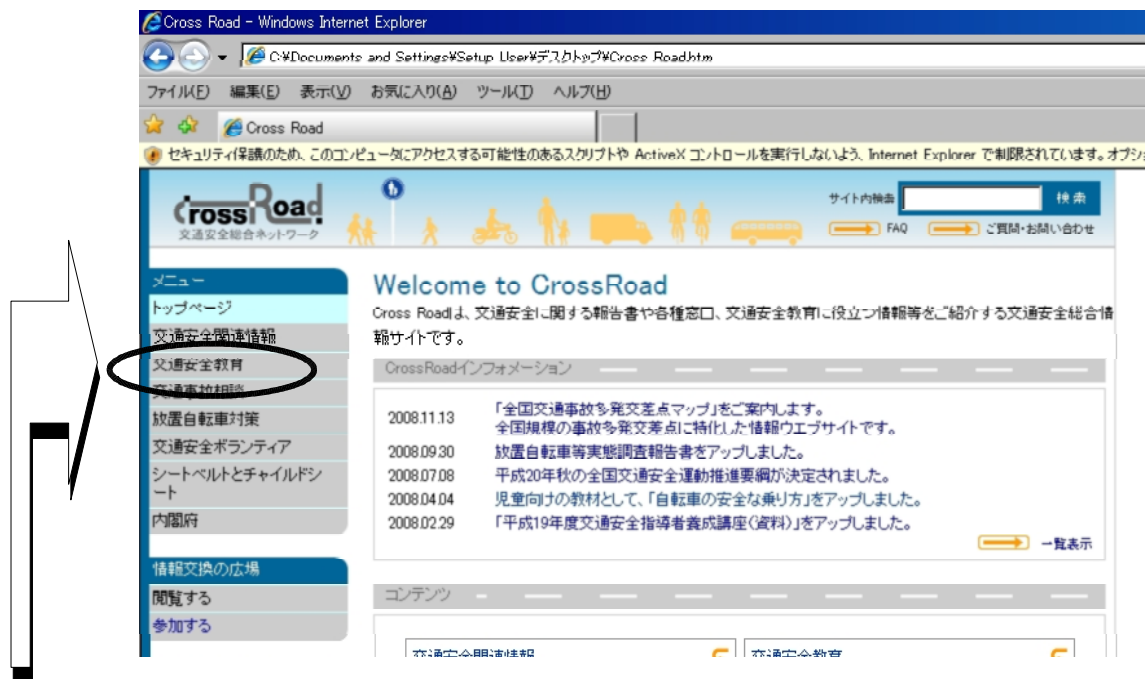 Cross Road - Windows Internet Explorer
C:¥Documents and Settings¥Setup User¥デスクトップ¥Cross Road.htm
ファイル(F) 編集(E) 表示(V) お気に入り(A) ツール(T) ヘルプ(H)
Cross Road
セキュリティ保護のため、このコンピュータにアクセスする可能性のあるスクリプトや ActiveX コントロールを実行しないよう、Internet Explorer で制限されています。オプシ
CrossRoad
交通安全総合ネットワーク
サイト内検索 検索
FAQ ご質問・お問い合わせ
メニュー
トップページ
交通安全関連情報
交通安全教育
交通事故相談
放置自転車対策
交通安全ボランティア
シートベルトとチャイルドシ
ート
内閣府
情報交換の広場
閲覧する
参加する
Welcome to CrossRoad
Cross Roadは、交通安全に関する報告書や各種窓口、交通安全教育に役立つ情報等をご紹介する交通安全総合情
報サイトです。
CrossRoadインフォメーション
2008.11.13 「全国交通事故多発交差点マップ」をご案内します。
全国規模の事故多発交差点に特化した情報ウエブサイトです。
2008.09.30 放置自転車等実態調査報告書をアップしました。
2008.07.08 平成20年秋の全国交通安全運動推進要綱が決定されました。
2008.04.04 児童向けの教材として、「自転車の安全な乗り方」をアップしました。
2008.02.29 「平成19年度交通安全指導者養成講座(資料)」をアップしました。
一覧表示
コンテンツ
交通安全関連情報 交通安全教育